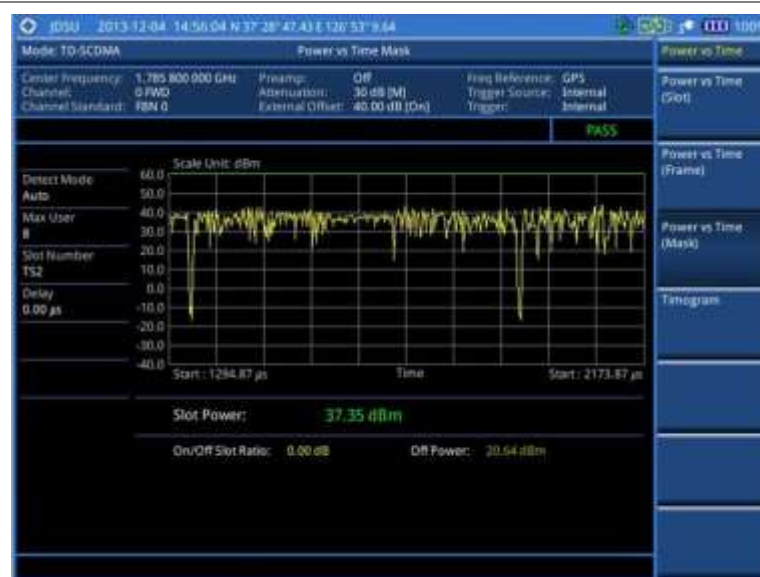 JDSU 2013-12-04 14:56:04 N 37° 28' 47.43 E 126° 53' 9.64 100%
Mode: TD-SCDMA Power vs Time Mask Power vs Time
Center Frequency: 1.785 800 000 GHz Preamp: Off Freq Reference: GPS
Channel: 0 FWD Attenuation: 30 dB [M] Trigger Source: Internal
Channel Standard: FBN 0 External Offset: 40.00 dB [On] Trigger: Internal
PASS
Power vs Time
(Slot)
Power vs Time
(Frame)
Power vs Time
(Mask)
Timogram
Detect Mode
Auto
Max User
8
Slot Number
TS2
Delay
0.00 µs
Scale Unit: dBm
60.0
50.0
40.0
30.0
20.0
10.0
0.0
-10.0
-20.0
-30.0
-40.0
Start : 1294.87 µs Time Start : 2173.87 µs
Slot Power: 37.35 dBm
On/Off Slot Ratio: 0.00 dB Off Power: 20.64 dBm